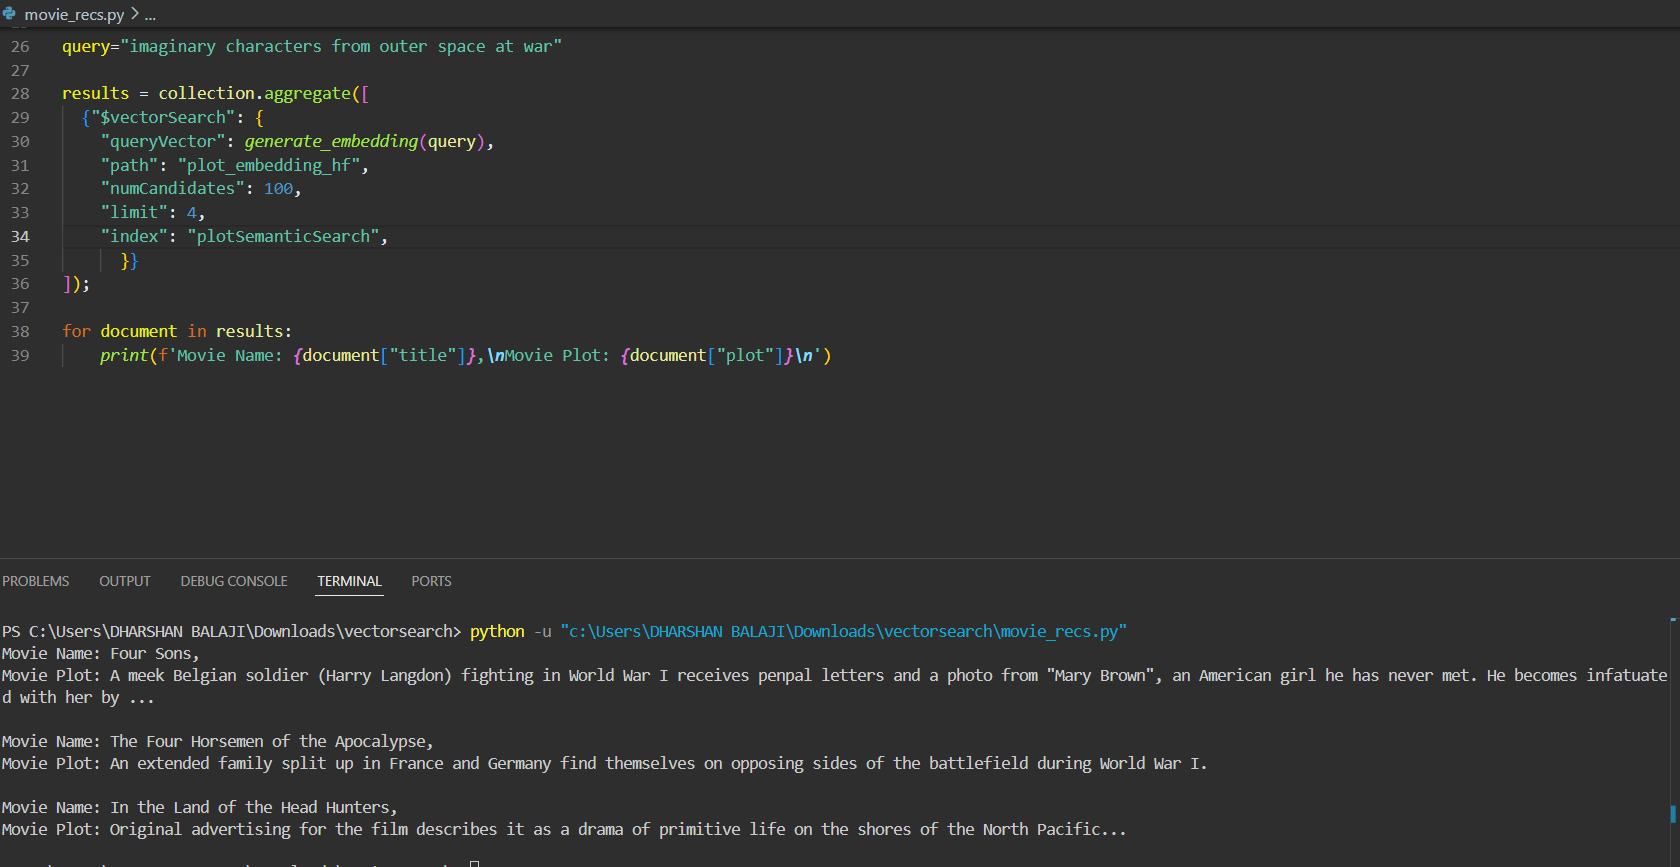 movie_recs.py > ...
26 query="imaginary characters from outer space at war"
27
28 results = collection.aggregate([
29 {"$vectorSearch": {
30 "queryVector": generate_embedding(query),
31 "path": "plot_embedding_hf",
32 "numCandidates": 100,
33 "limit": 4,
34 "index": "plotSemanticSearch",
35 }}
36 ]);
37
38 for document in results:
39 print(f'Movie Name: {document["title"]},\nMovie Plot: {document["plot"]}\n')
PROBLEMS OUTPUT DEBUG CONSOLE TERMINAL PORTS
PS C:\Users\DHARSHAN BALAJI\Downloads\vectorsearch> python -u "c:\Users\DHARSHAN BALAJI\Downloads\vectorsearch\movie_recs.py"
Movie Name: Four Sons,
Movie Plot: A meek Belgian soldier (Harry Langdon) fighting in World War I receives penpal letters and a photo from "Mary Brown", an American girl he has never met. He becomes infatuate
d with her by ...
Movie Name: The Four Horsemen of the Apocalypse,
Movie Plot: An extended family split up in France and Germany find themselves on opposing sides of the battlefield during World War I.
Movie Name: In the Land of the Head Hunters,
Movie Plot: Original advertising for the film describes it as a drama of primitive life on the shores of the North Pacific...